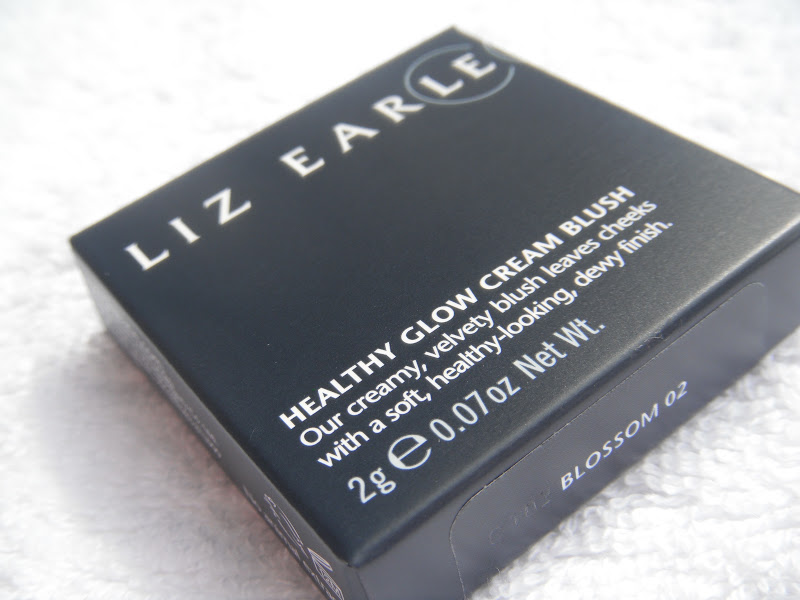 LIZ EARLE
HEALTHY GLOW CREAM BLUSH
Our creamy, velvety blush leaves cheeks
with a soft, healthy-looking, dewy finish.
2g ℮ 0.07oz Net Wt.
BLOSSOM 02